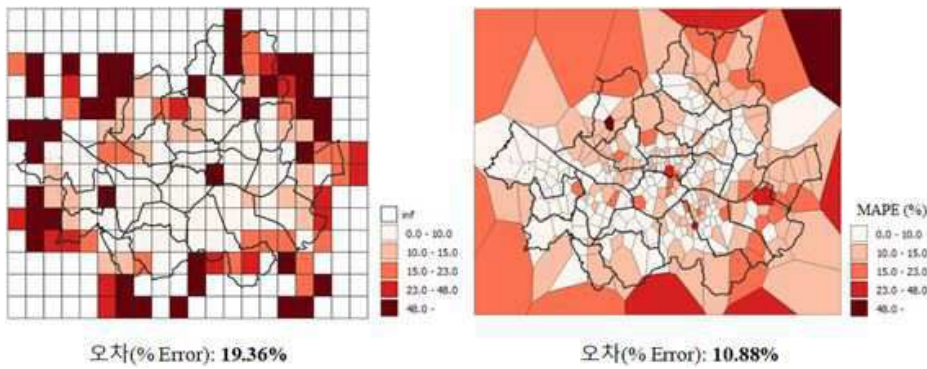 inf
0.0 - 10.0
10.0 - 15.0
15.0 - 23.0
23.0 - 48.0
48.0 -
MAPE (%)
0.0 - 10.0
10.0 - 15.0
15.0 - 23.0
23.0 - 48.0
48.0 -
오차(% Error): 19.36%
오차(% Error): 10.88%